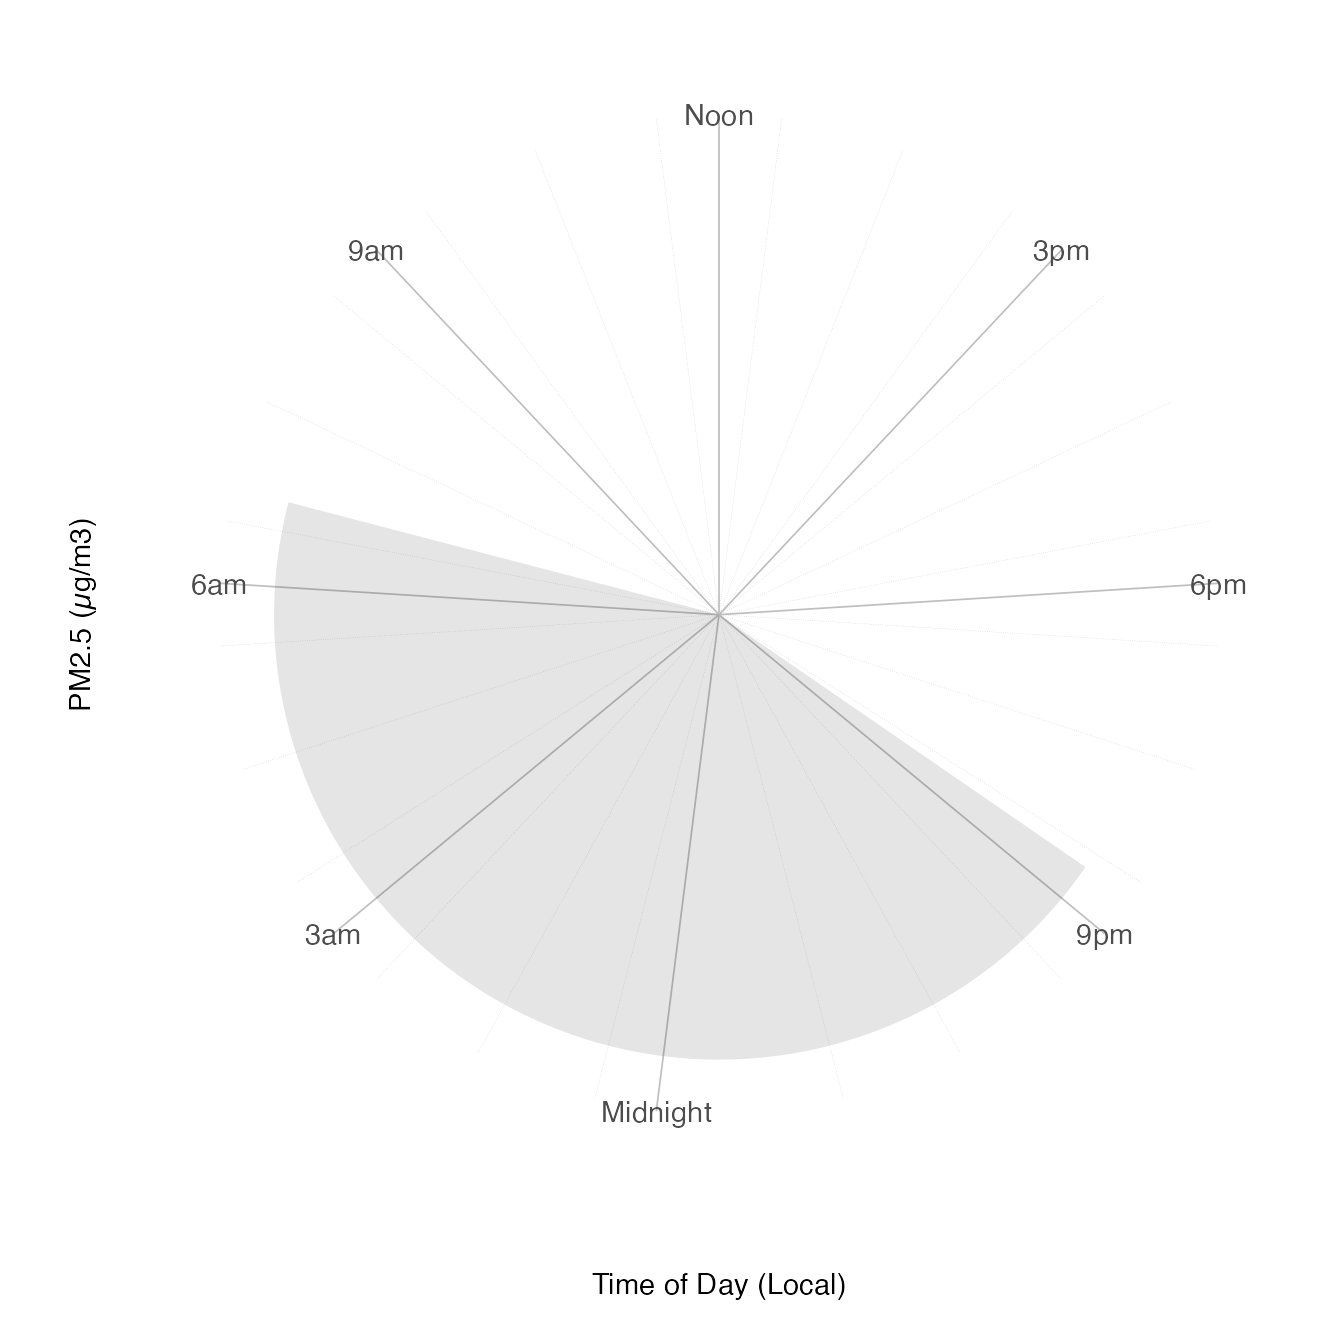 Noon
9am
3pm
6am
6pm
3am
9pm
Midnight
PM2.5 (µg/m3)
Time of Day (Local)